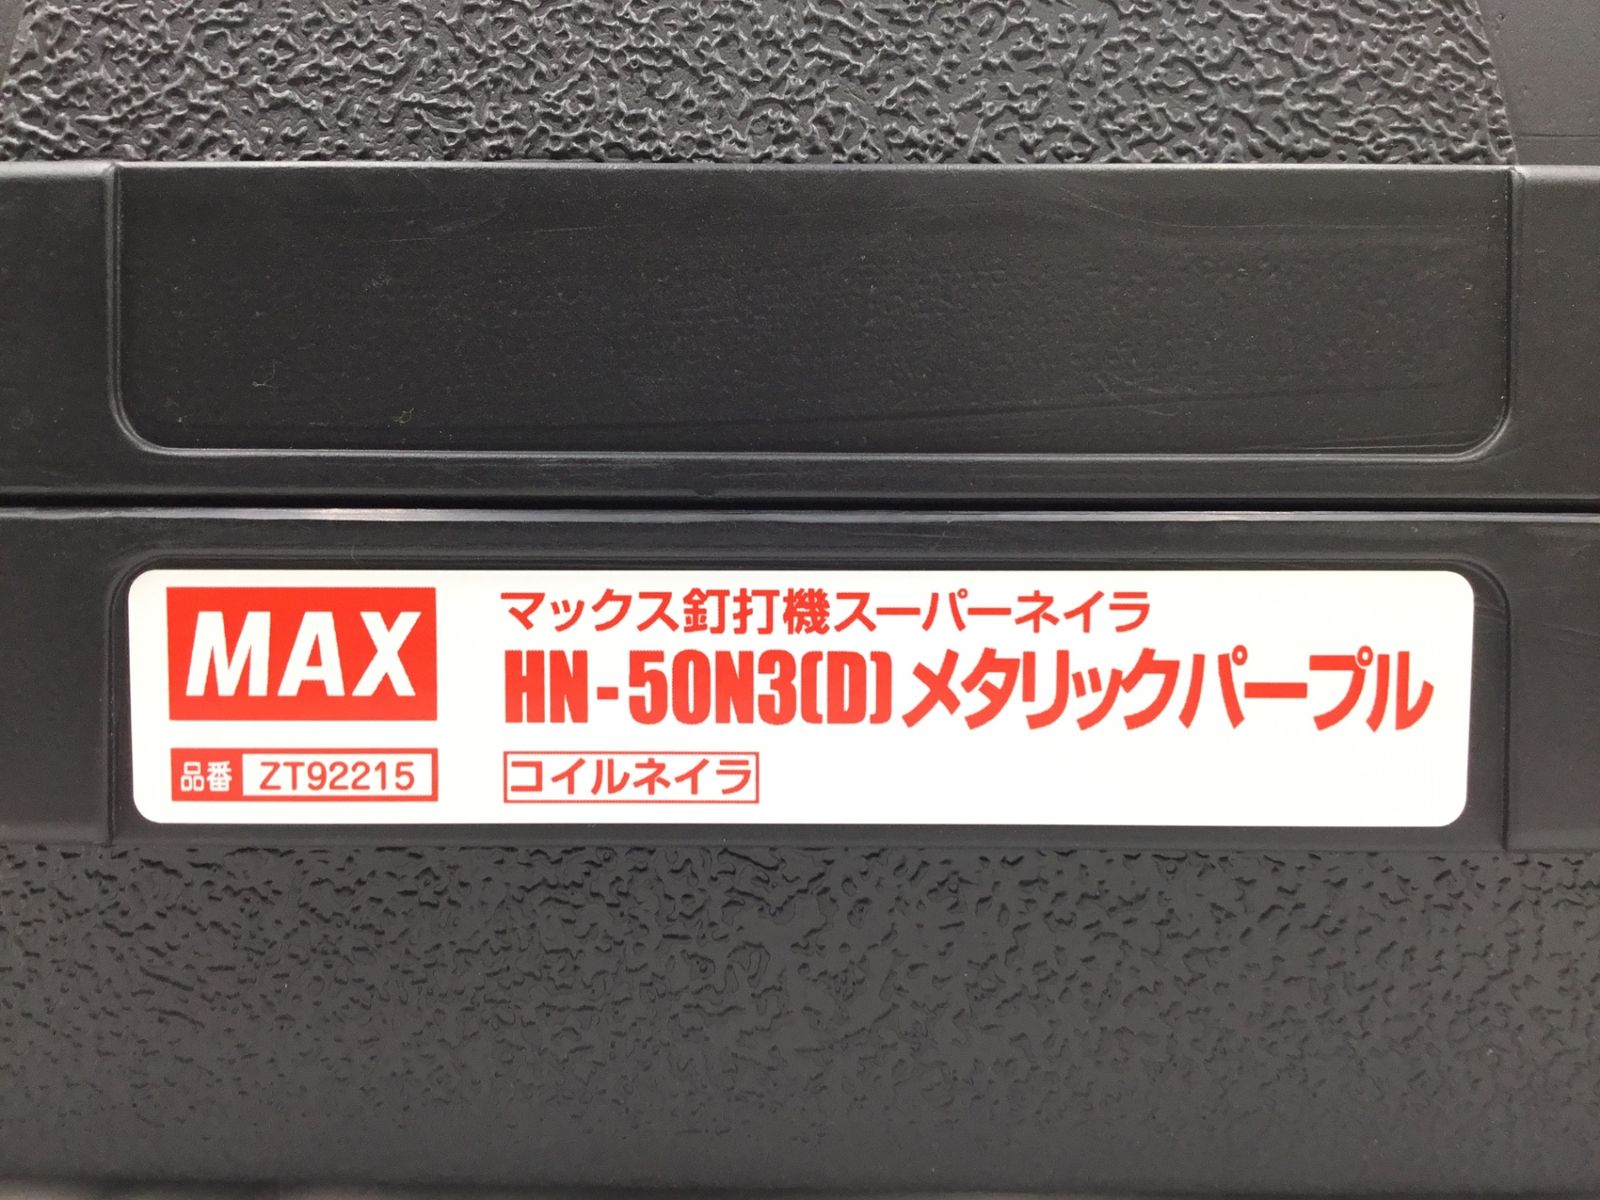 MAX
マックス釘打機スーパーネイラ
HN-50N3(D)メタリックパープル
品番 ZT92215
コイルネイラ